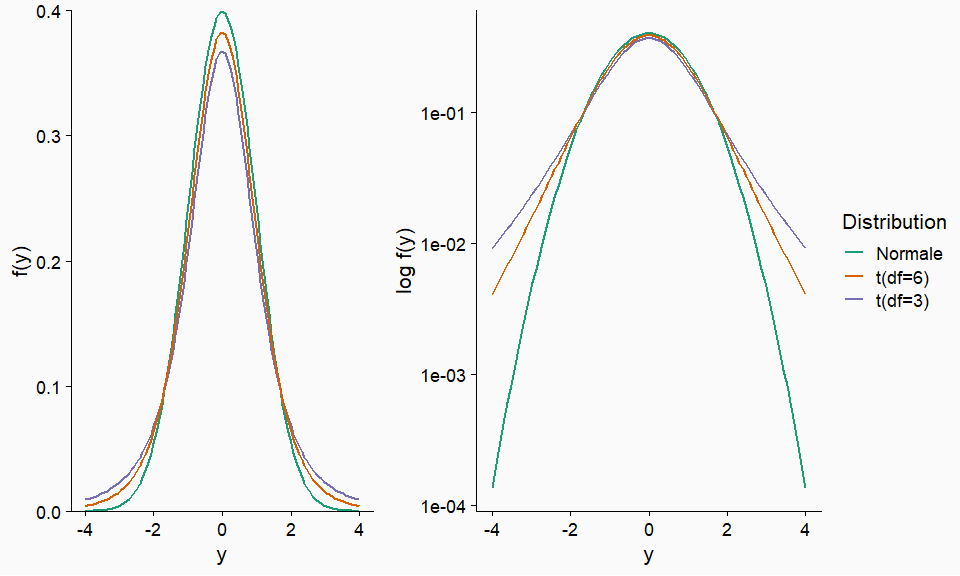 f(y)
0.4
0.3
0.2
0.1
0.0
-4 -2 0 2 4
y
log f(y)
1e-01
1e-02
1e-03
1e-04
-4 -2 0 2 4
y
Distribution
Normale
t(df=6)
t(df=3)